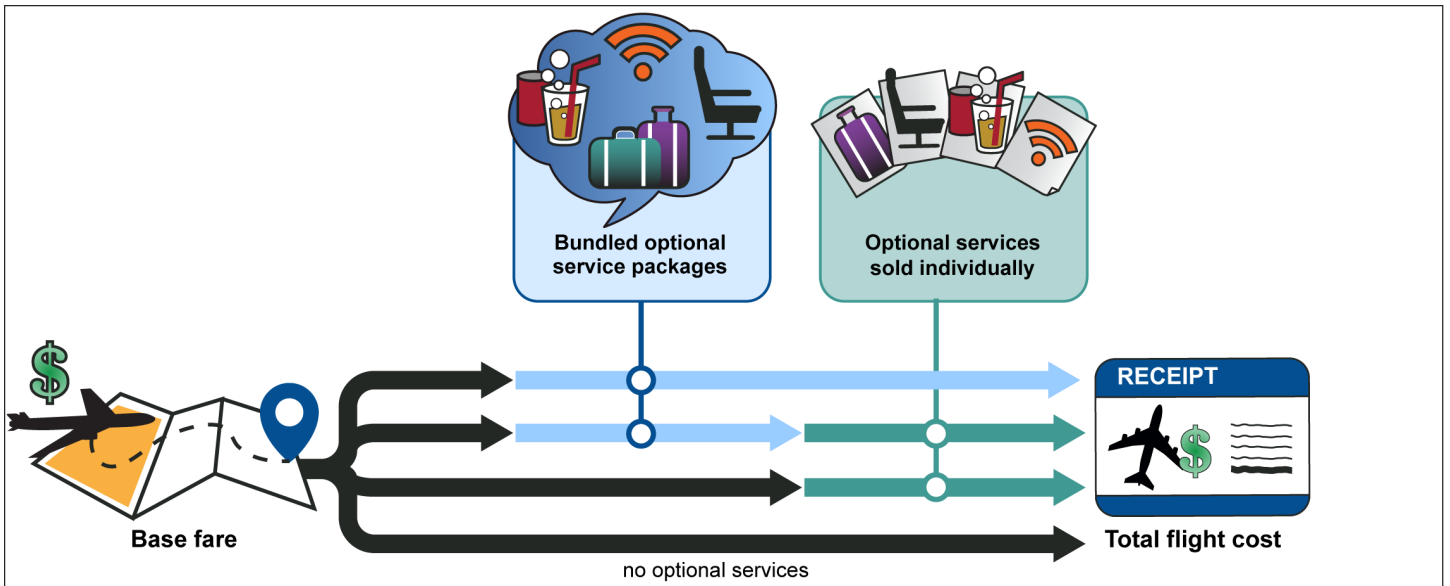 Bundled optional
service packages
Optional services
sold individually
$
RECEIPT
$
Base fare
Total flight cost
no optional services